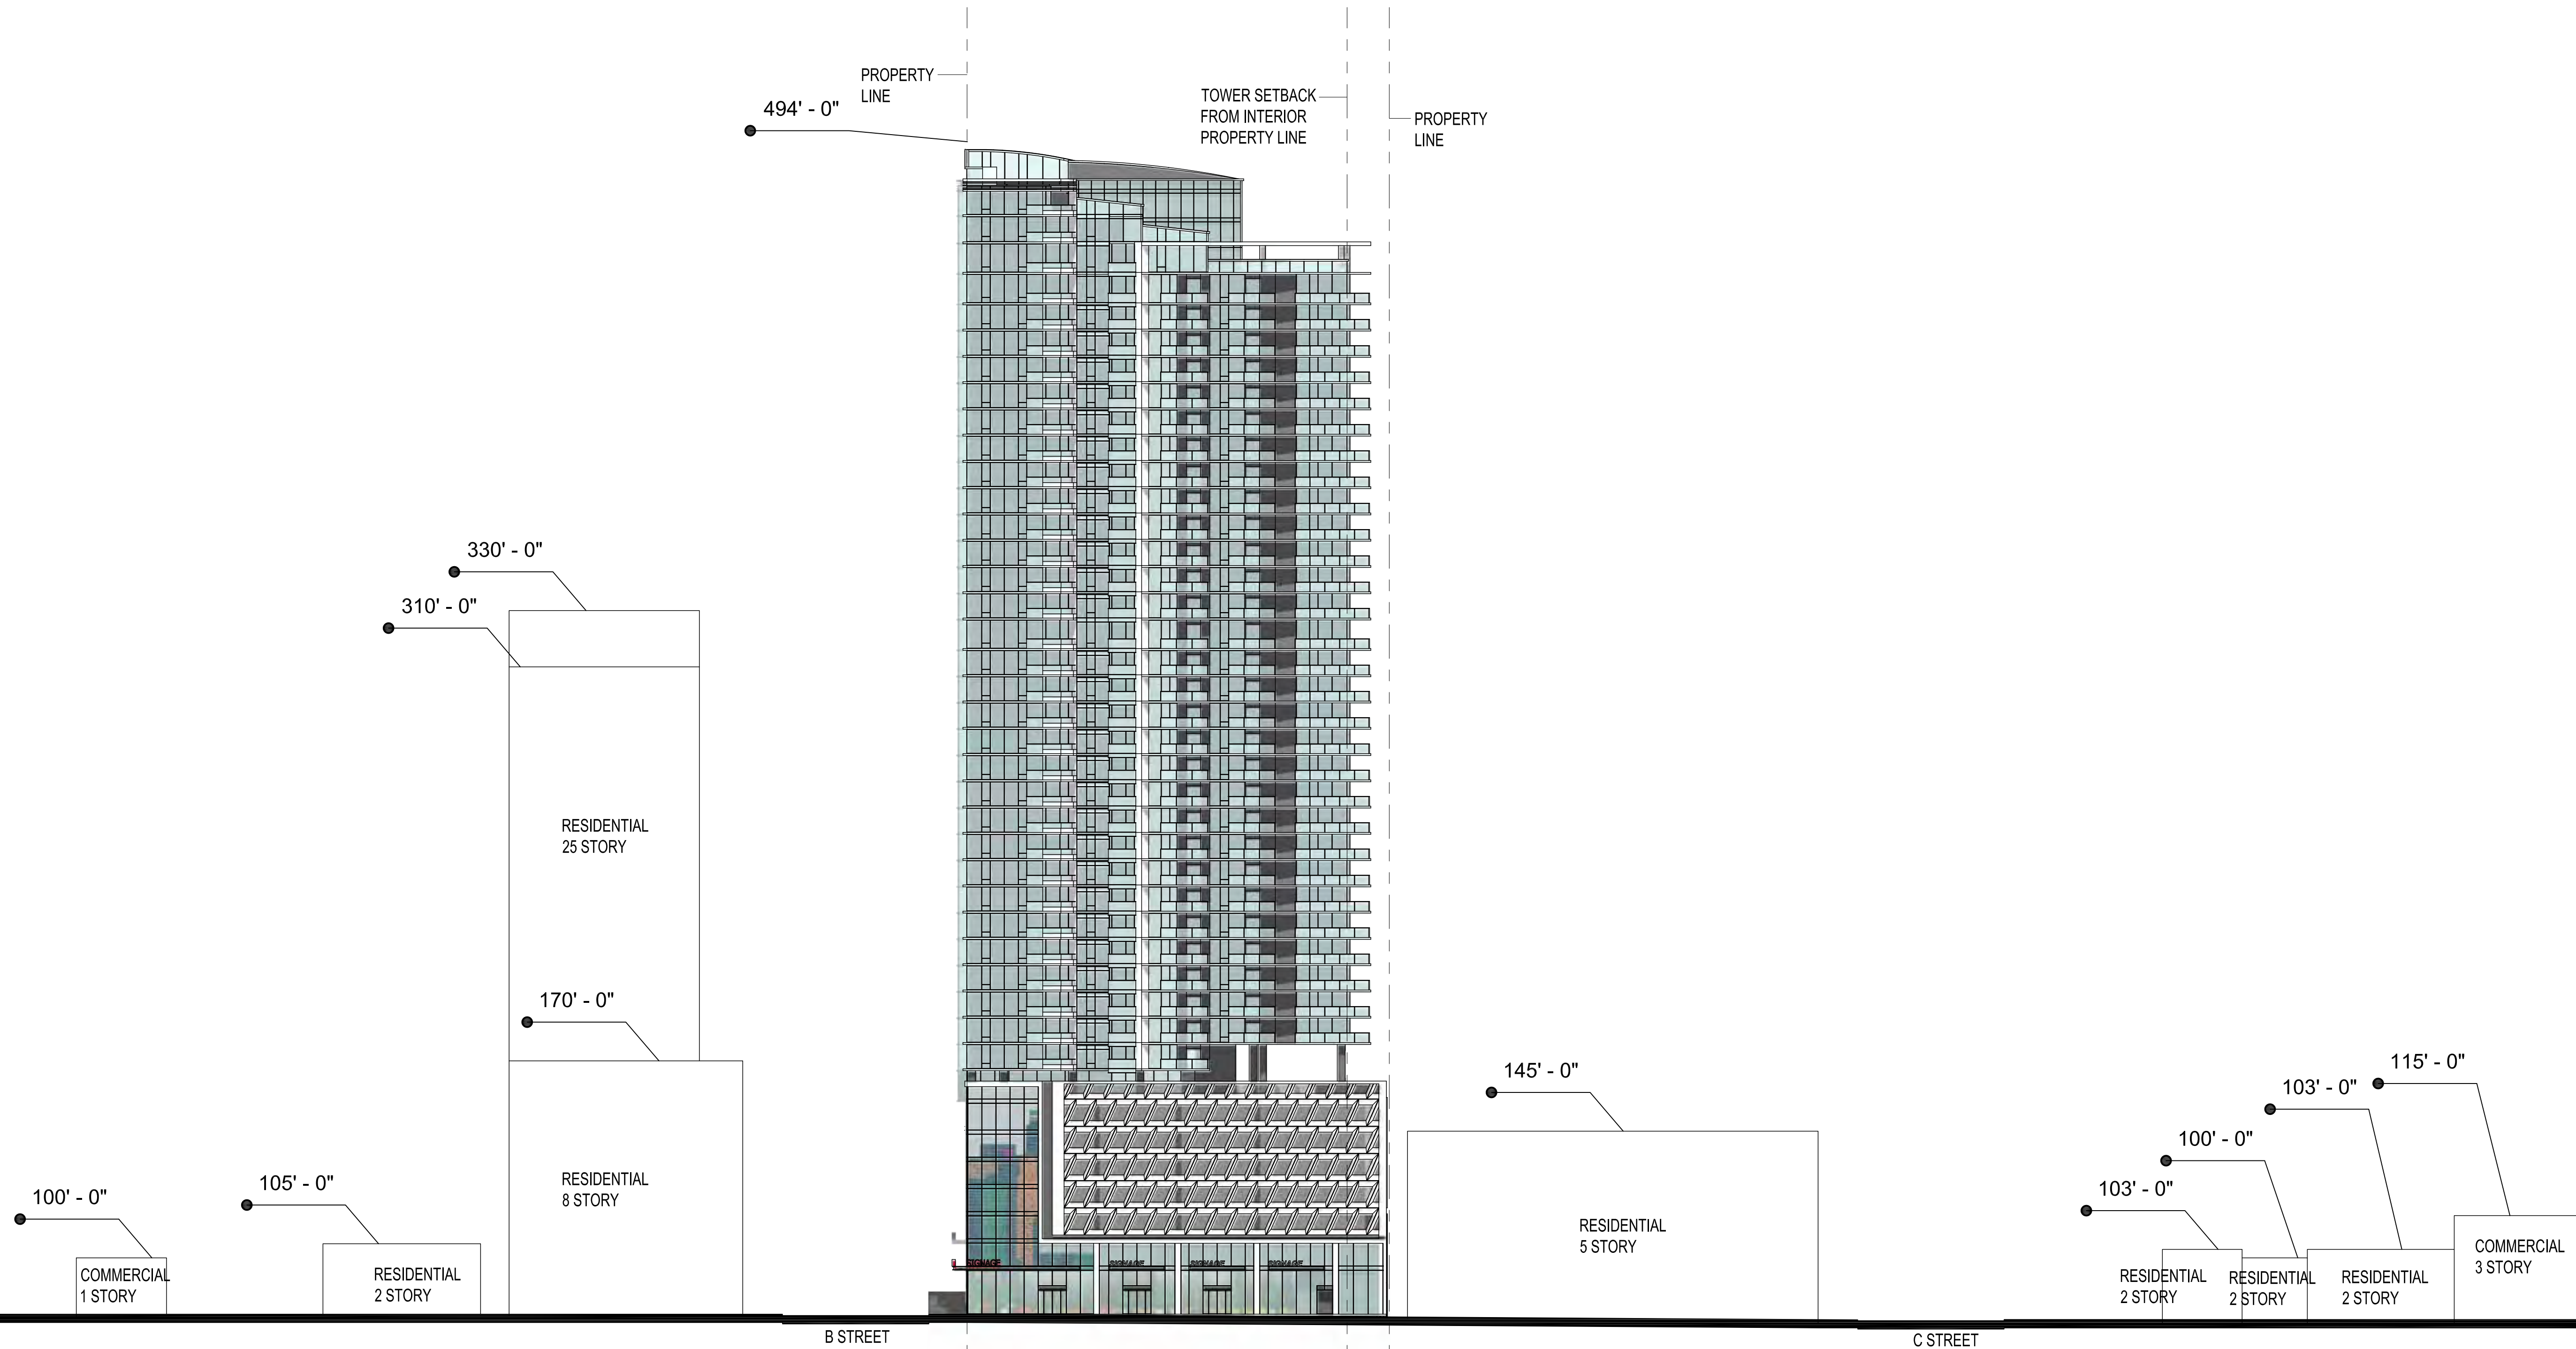 PROPERTY
LINE
494' - 0"
TOWER SETBACK
FROM INTERIOR
PROPERTY LINE
PROPERTY
LINE
330' - 0"
310' - 0"
RESIDENTIAL
25 STORY
170' - 0"
RESIDENTIAL
8 STORY
100' - 0"
COMMERCIAL
1 STORY
105' - 0"
RESIDENTIAL
2 STORY
SIGNAGE
SIGNAGE
SIGNAGE
SIGNAGE
145' - 0"
RESIDENTIAL
5 STORY
103' - 0"
RESIDENTIAL
2 STORY
100' - 0"
RESIDENTIAL
2 STORY
103' - 0"
RESIDENTIAL
2 STORY
115' - 0"
COMMERCIAL
3 STORY
B STREET
C STREET